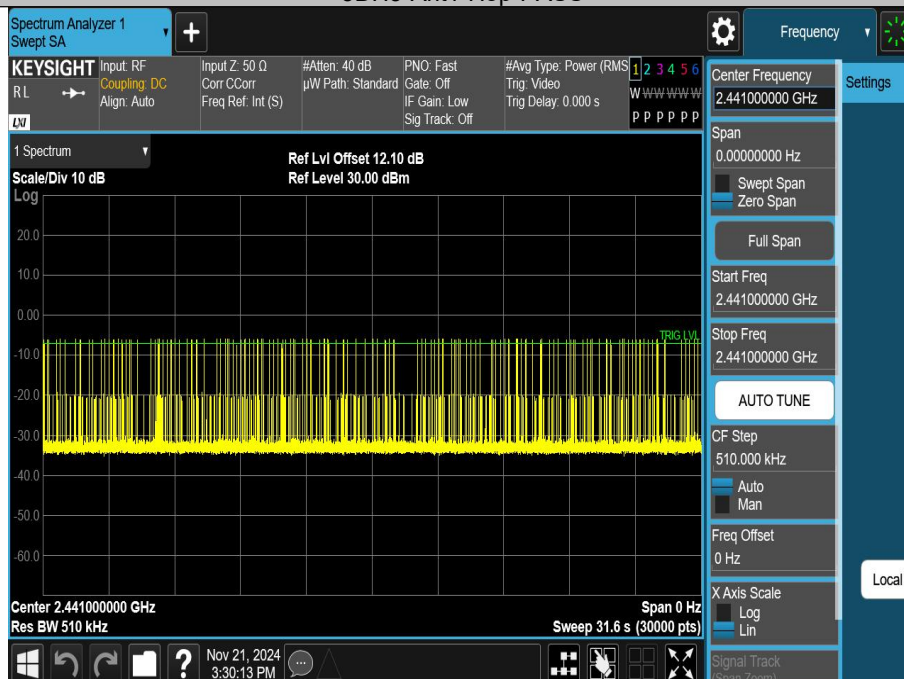 Spectrum Analyzer 1
Swept SA
Frequency
KEYSIGHT
R L
LXI
Input: RF
Coupling: DC
Align: Auto
Input Z: 50 Ω
Corr CCorr
Freq Ref: Int (S)
#Atten: 40 dB
µW Path: Standard
PNO: Fast
Gate: Off
IF Gain: Low
Sig Track: Off
#Avg Type: Power (RMS
Trig: Video
Trig Delay: 0.000 s
1 2 3 4 5 6
W W W W W W
P P P P P P
1 Spectrum
Scale/Div 10 dB
Ref Lvl Offset 12.10 dB
Ref Level 30.00 dBm
Log
20.0
10.0
0.00
-10.0
-20.0
-30.0
-40.0
-50.0
-60.0
TRIG LVL
Center 2.441000000 GHz
Res BW 510 kHz
Span 0 Hz
Sweep 31.6 s (30000 pts)
Center Frequency
2.441000000 GHz
Span
0.00000000 Hz
Swept Span
Zero Span
Full Span
Start Freq
2.441000000 GHz
Stop Freq
2.441000000 GHz
AUTO TUNE
CF Step
510.000 kHz
Auto
Man
Freq Offset
0 Hz
X Axis Scale
Log
Lin
Signal Track
(Span Zoom)
Settings
Local
Nov 21, 2024
3:30:13 PM